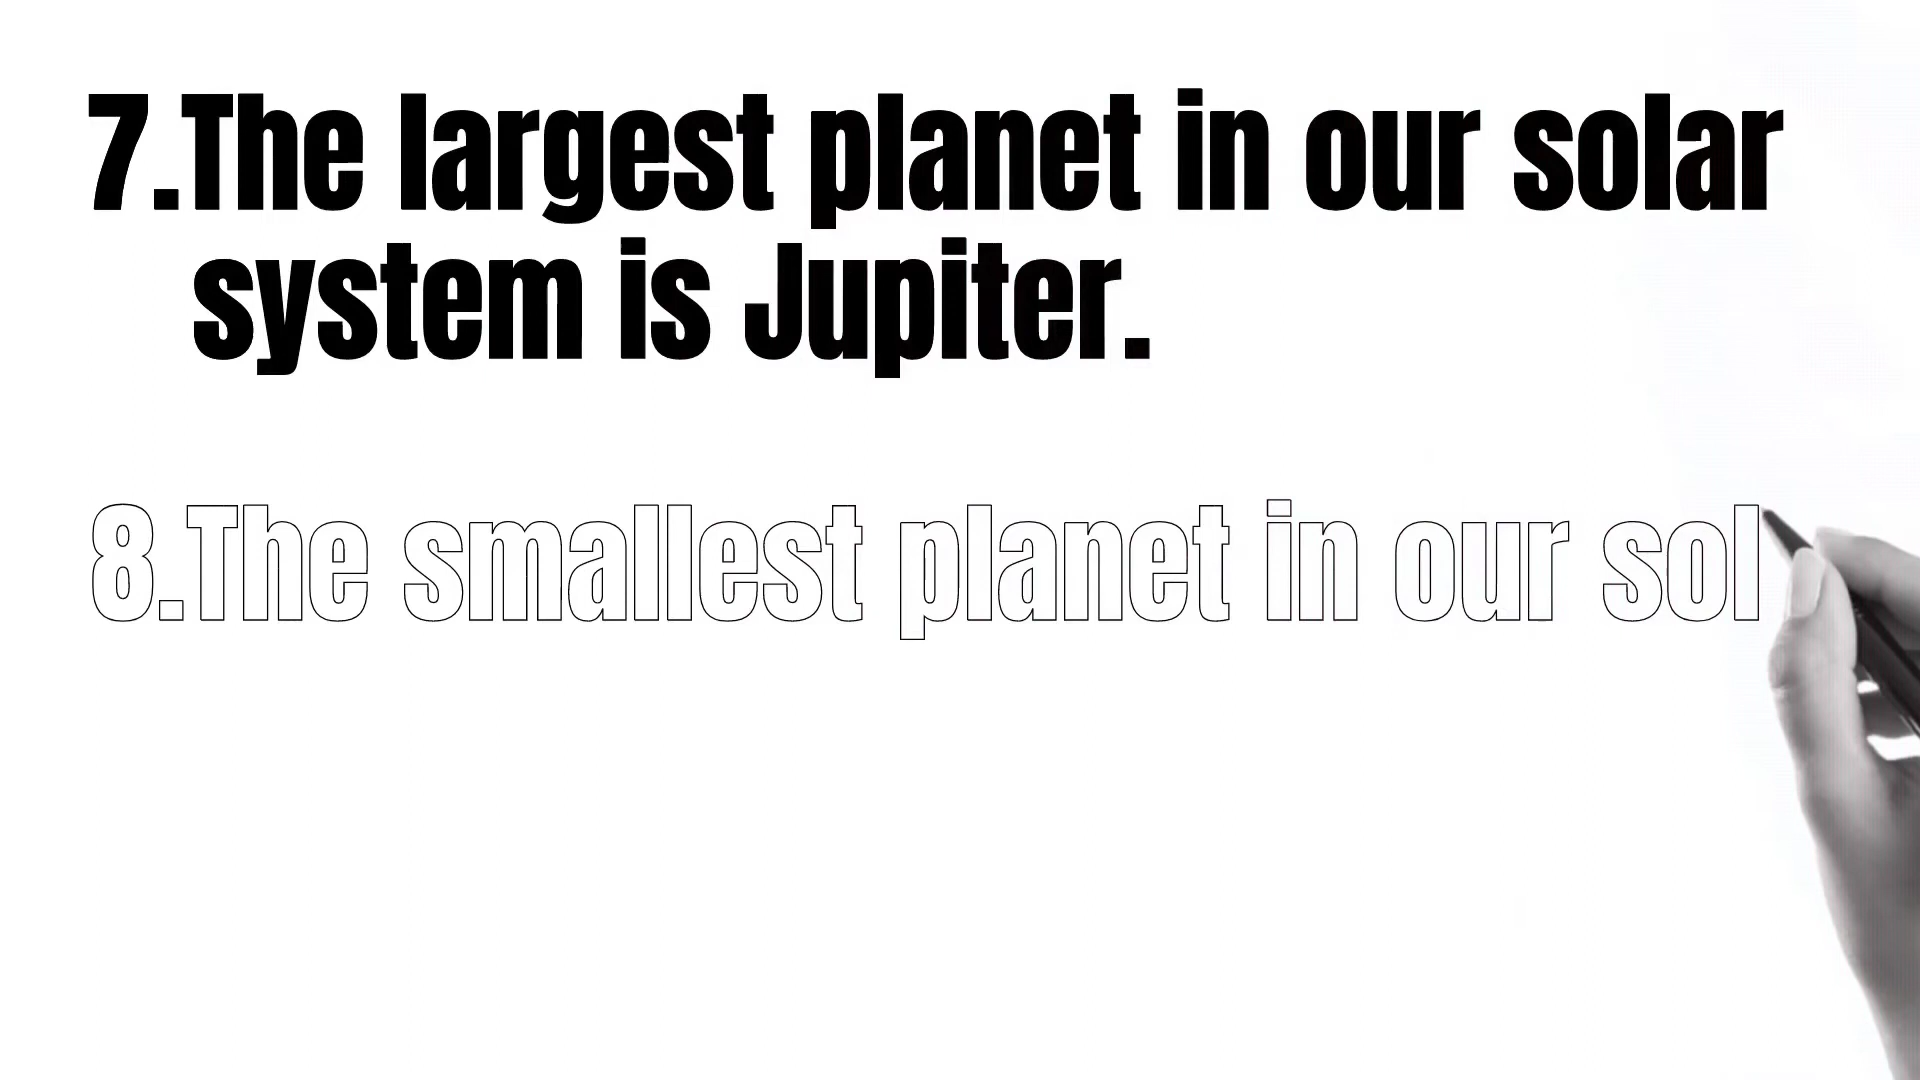 7.The largest planet in our solar
system is Jupiter.
8.The smallest planet in our sol